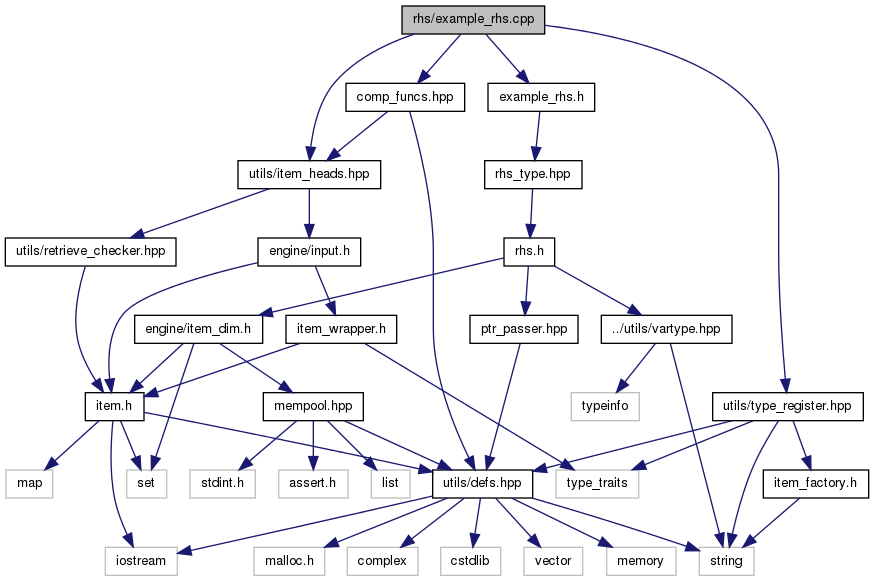 rhs/example_rhs.cpp
comp_funcs.hpp
example_rhs.h
utils/item_heads.hpp
rhs_type.hpp
utils/retrieve_checker.hpp
engine/input.h
rhs.h
engine/item_dim.h
item_wrapper.h
ptr_passer.hpp
../utils/vartype.hpp
item.h
mempool.hpp
typeinfo
utils/type_register.hpp
map
set
stdint.h
assert.h
list
utils/defs.hpp
type_traits
item_factory.h
iostream
malloc.h
complex
cstdlib
vector
memory
string